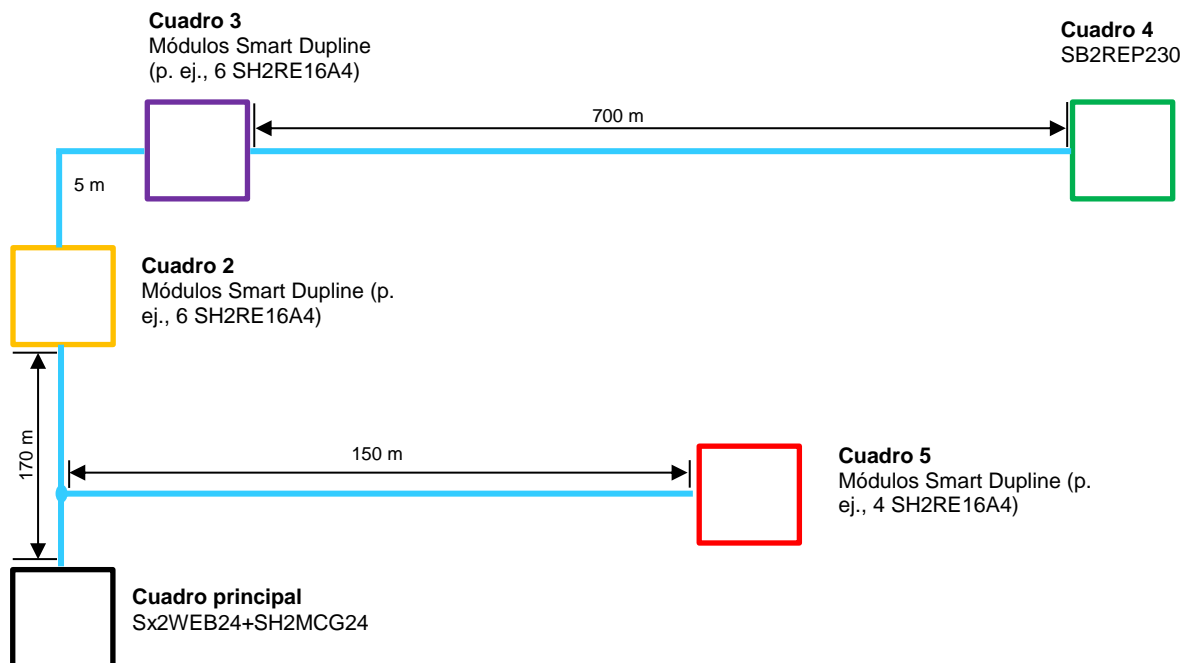 Cuadro 3
Módulos Smart Dupline
(p. ej., 6 SH2RE16A4)
Cuadro 4
SB2REP230
700 m
5 m
Cuadro 2
Módulos Smart Dupline (p.
ej., 6 SH2RE16A4)
170 m
150 m
Cuadro 5
Módulos Smart Dupline (p.
ej., 4 SH2RE16A4)
Cuadro principal
Sx2WEB24+SH2MCG24